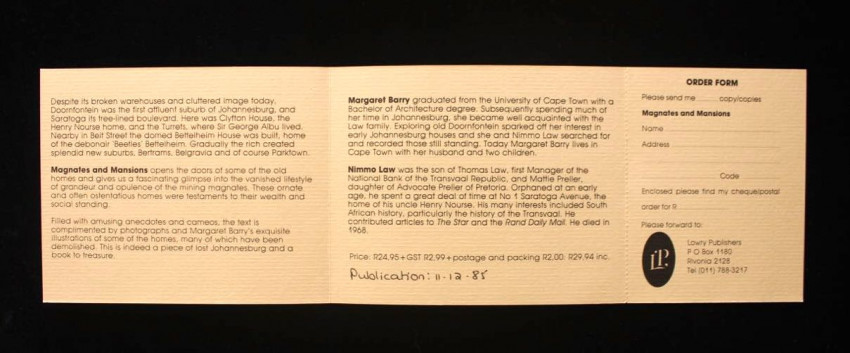 Despite its broken warehouses and cluttered image today,
Doornfontein was the first affluent suburb of Johannesburg, and
Saratoga its tree-lined boulevard. Here was Clyfton House, the
Henry Nourse home, and the Turrets, where Sir George Albu lived.
Nearby in Beit Street the domed Bettelheim House was built, home
of the debonair 'Beetles' Bettelheim. Gradually the rich created
splendid new suburbs, Bertrams, Belgravia and of course Parktown.
Magnates and Mansions opens the doors of some of the old
homes and gives us a fascinating glimpse into the vanished lifestyle
of grandeur and opulence of the mining magnates. These ornate
and often ostentatious homes were testaments to their wealth and
social standing.
Filled with amusing anecdotes and cameos, the text is
complimented by photographs and Margaret Barry's exquisite
illustrations of some of the homes, many of which have been
demolished. This is indeed a piece of lost Johannesburg and a
book to treasure.
Margaret Barry graduated from the University of Cape Town with a
Bachelor of Architecture degree. Subsequently spending much of
her time in Johannesburg, she became well acquainted with the
Law family. Exploring old Doornfontein sparked off her interest in
early Johannesburg houses and she and Nimmo Law searched for
and recorded those still standing. Today Margaret Barry lives in
Cape Town with her husband and two children.
Nimmo Law was the son of Thomas Law, first Manager of the
National Bank of the Transvaal Republic, and Mattie Preller,
daughter of Advocate Preller of Pretoria. Orphaned at an early
age, he spent a great deal of time at No 1 Saratoga Avenue, the
home of his uncle Henry Nourse. His many interests included South
African history, particularly the history of the Transvaal. He
contributed articles to The Star and the Rand Daily Mail. He died in
1968.
Price: R24,95 + GST R2,99 + postage and packing R2,00: R29,94 inc.
Publication: 11-12-85
ORDER FORM
Please send me .......... copy/copies
Magnates and Mansions
Name
Address
Code
Enclosed please find my cheque/postal
order for R
Please forward to:
LP.
Lowry Publishers
P O Box 1180
Rivonia 2128
Tel (011) 788-3217